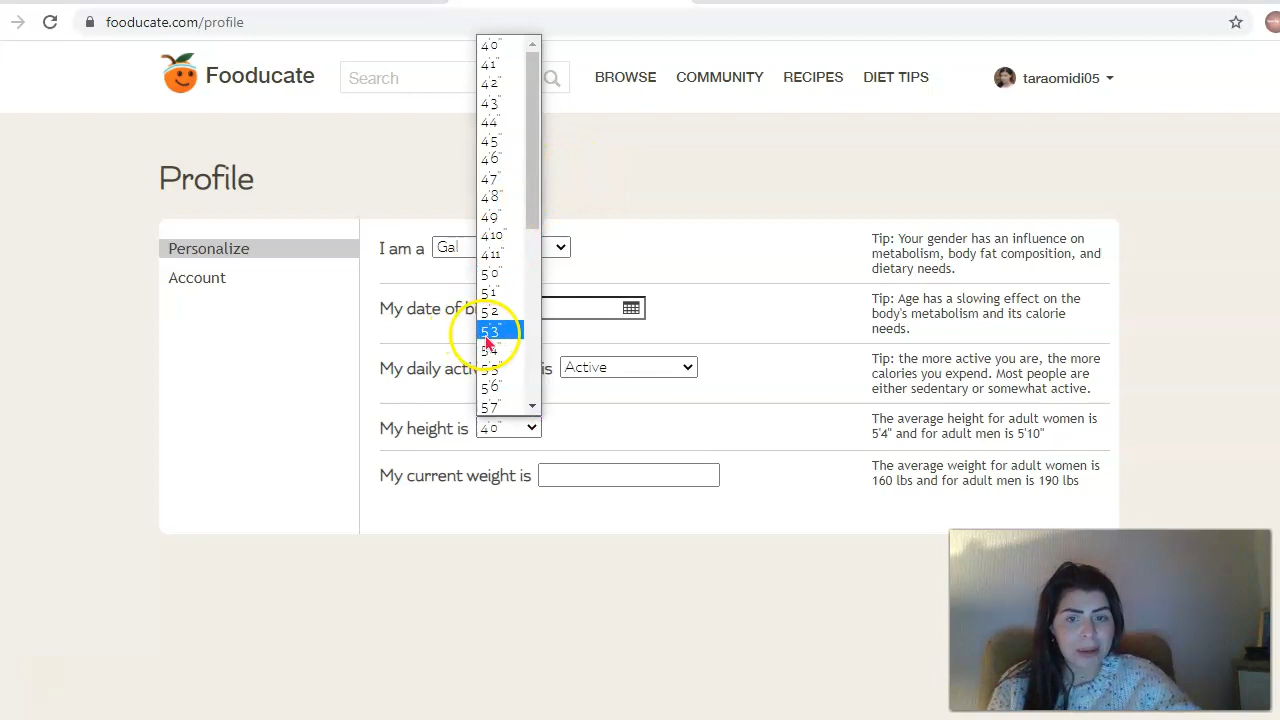 fooducate.com/profile
Fooducate
Search
BROWSE
COMMUNITY
RECIPES
DIET TIPS
taraomidi05
Profile
Personalize
Account
4'0"
4'1"
4'2"
4'3"
4'4"
4'5"
4'6"
4'7"
4'8"
4'9"
4'10"
4'11"
5'0"
5'1"
5'2"
5'3"
5'4"
5'5"
5'6"
5'7"
I am a Gal
Tip: Your gender has an influence on
metabolism, body fat composition, and
dietary needs.
My date of bi
Tip: Age has a slowing effect on the
body's metabolism and its calorie
needs.
My daily activ is Active
Tip: the more active you are, the more
calories you expend. Most people are
either sedentary or somewhat active.
My height is 4'0"
The average height for adult women is
5'4" and for adult men is 5'10"
My current weight is
The average weight for adult women is
160 lbs and for adult men is 190 lbs